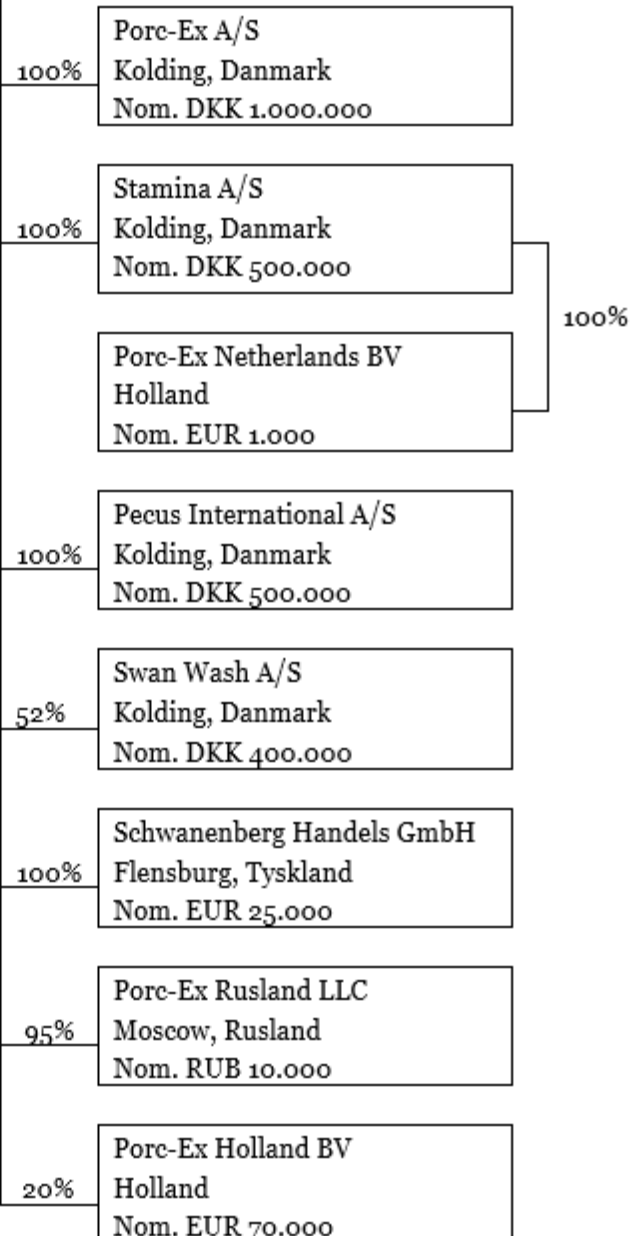 Porc-Ex A/S
100%
Kolding, Danmark
Nom. DKK 1.000.000
Stamina A/S
100%
Kolding, Danmark
Nom. DKK 500.000
100%
Porc-Ex Netherlands BV
Holland
Nom. EUR 1.000
Pecus International A/S
100%
Kolding, Danmark
Nom. DKK 500.000
Swan Wash A/S
52%
Kolding, Danmark
Nom. DKK 400.000
Schwanenberg Handels GmbH
100%
Flensburg, Tyskland
Nom. EUR 25.000
Porc-Ex Rusland LLC
95%
Moscow, Rusland
Nom. RUB 10.000
Porc-Ex Holland BV
20%
Holland
Nom. EUR 70.000